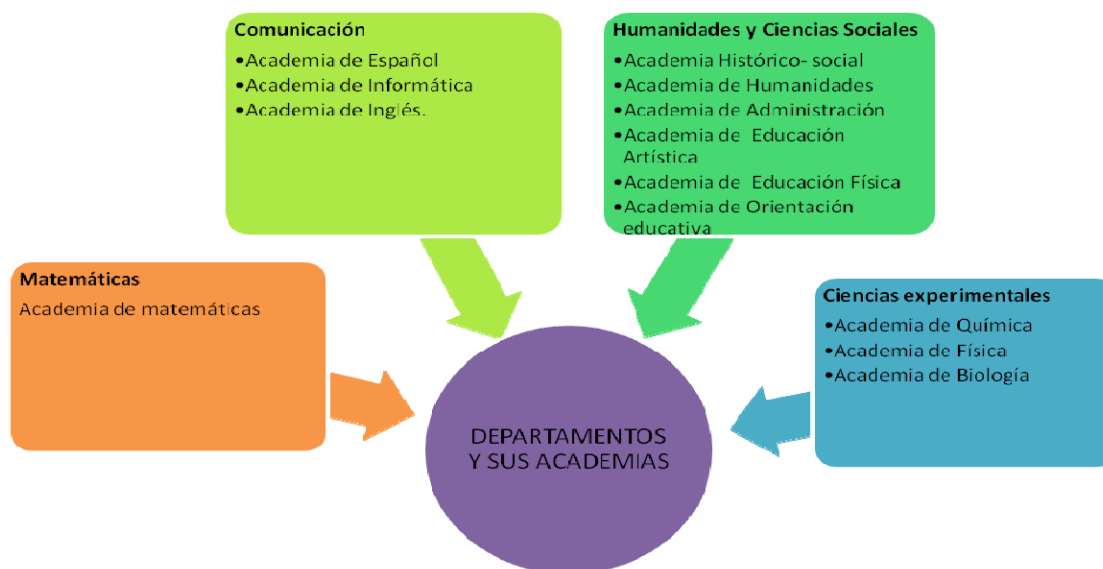 Comunicación
•Academia de Español
•Academia de Informática
•Academia de Inglés.
Humanidades y Ciencias Sociales
•Academia Histórico- social
•Academia de Humanidades
•Academia de Administración
•Academia de  Educación
Artística
•Academia de  Educación Física
•Academia de Orientación
educativa
Matemáticas
Academia de matemáticas
Ciencias experimentales
•Academia de Química
•Academia de Física
•Academia de Biología
DEPARTAMENTOS
Y SUS ACADEMIAS